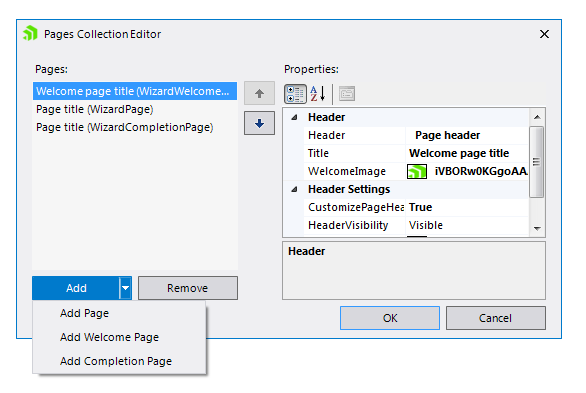 Pages Collection Editor
Pages:
Properties:
Welcome page title (WizardWelcome...
Page title (WizardPage)
Page title (WizardCompletionPage)
Header
Header Page header
Title Welcome page title
WelcomeImage iVBORw0KGgoAA
Header Settings
CustomizePageHea True
HeaderVisibility Visible
Header
Add
Remove
Add Page
Add Welcome Page
Add Completion Page
OK
Cancel